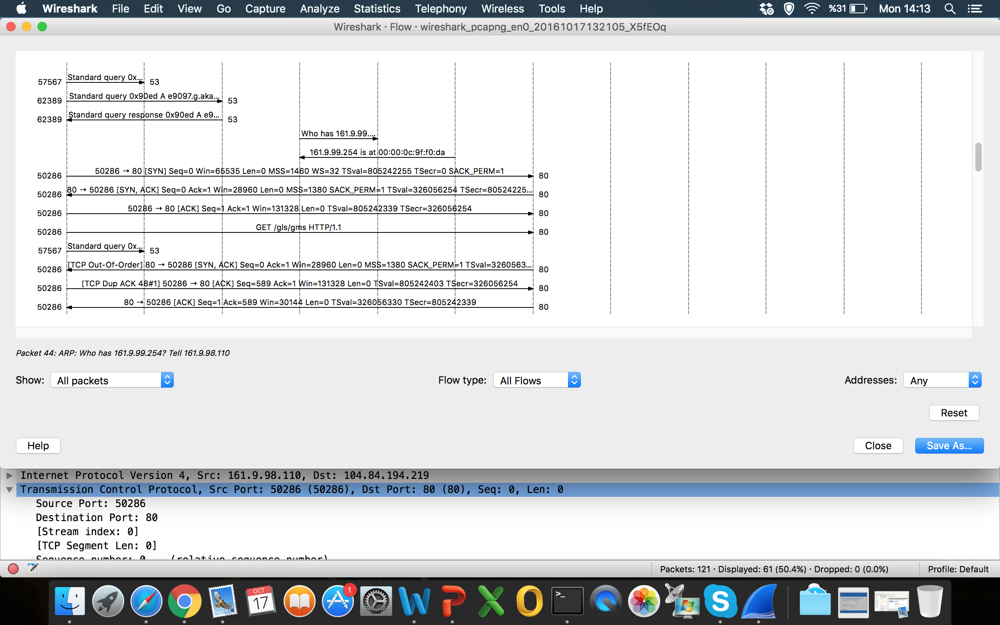 Wireshark File Edit View Go Capture Analyze Statistics Telephony Wireless Tools Help %31 Mon 14:13
Wireshark · Flow · wireshark_pcapng_en0_20161017132105_X5fEOq
57567 Standard query 0x... 53
62389 Standard query 0x90ed A e9097.g.aka... 53
62389 Standard query response 0x90ed A e9... 53
Who has 161.9.99....
161.9.99.254 is at 00:00:0c:9f:f0:da
50286 50286 → 80 [SYN] Seq=0 Win=65535 Len=0 MSS=1460 WS=32 TSval=805242255 TSecr=0 SACK_PERM=1 80
50286 80 → 50286 [SYN, ACK] Seq=0 Ack=1 Win=28960 Len=0 MSS=1380 SACK_PERM=1 TSval=326056254 TSecr=80524225... 80
50286 50286 → 80 [ACK] Seq=1 Ack=1 Win=131328 Len=0 TSval=805242339 TSecr=326056254 80
50286 GET /gls/gms HTTP/1.1 80
57567 Standard query 0x... 53
50286 [TCP Out-Of-Order] 80 → 50286 [SYN, ACK] Seq=0 Ack=1 Win=28960 Len=0 MSS=1380 SACK_PERM=1 TSval=3260563... 80
50286 [TCP Dup ACK 48#1] 50286 → 80 [ACK] Seq=589 Ack=1 Win=131328 Len=0 TSval=805242403 TSecr=326056254 80
50286 80 → 50286 [ACK] Seq=1 Ack=589 Win=30144 Len=0 TSval=326056330 TSecr=805242339 80
Packet 44: ARP: Who has 161.9.99.254? Tell 161.9.98.110
Show: All packets Flow type: All Flows Addresses: Any
Reset
Help Close Save As...
Internet Protocol Version 4, Src: 161.9.98.110, Dst: 104.84.194.219
Transmission Control Protocol, Src Port: 50286 (50286), Dst Port: 80 (80), Seq: 0, Len: 0
Source Port: 50286
Destination Port: 80
[Stream index: 0]
[TCP Segment Len: 0]
Sequence number: 0 (relative sequence number)
Packets: 121 · Displayed: 61 (50.4%) · Dropped: 0 (0.0%) Profile: Default
OCT
17
1
>_